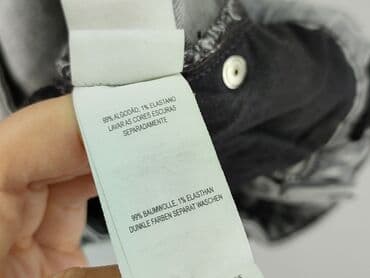 99% ALGODÃO, 1% ELASTANO
LAVAR AS CORES ESCURAS
SEPARADAMENTE
99% BAUMWOLLE, 1% ELASTHAN
DUNKLE FARBEN SEPARAT WASCHEN